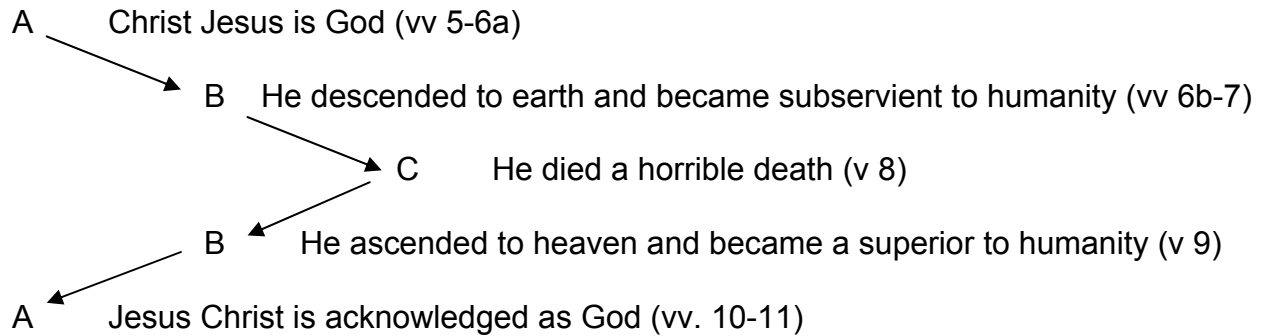 A Christ Jesus is God (vv 5-6a)
B He descended to earth and became subservient to humanity (vv 6b-7)
C He died a horrible death (v 8)
B He ascended to heaven and became a superior to humanity (v 9)
A Jesus Christ is acknowledged as God (vv. 10-11)